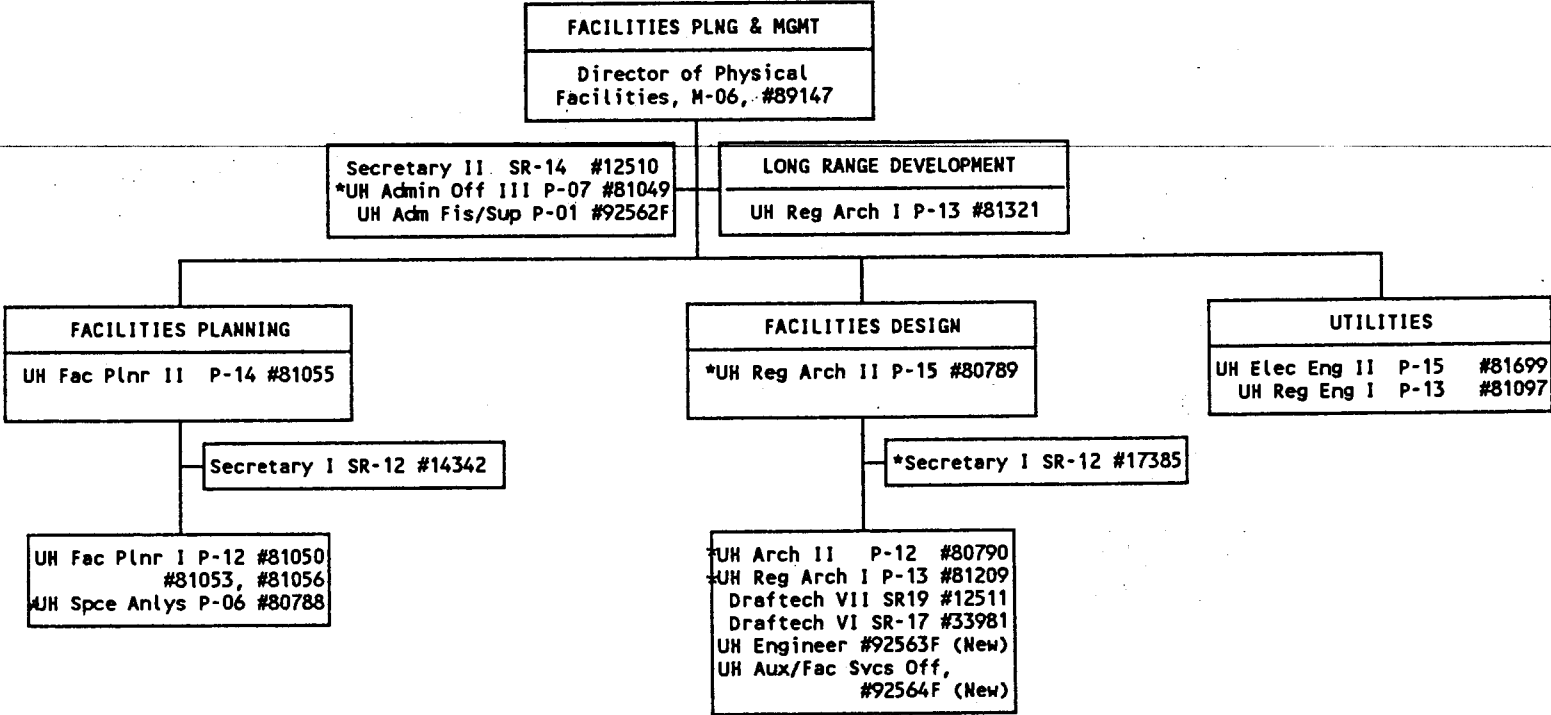 FACILITIES PLNG & MGMT
Director of Physical
Facilities, M-06, #89147
Secretary II SR-14 #12510
*UH Admin Off III P-07 #81049
UH Adm Fis/Sup P-01 #92562F
LONG RANGE DEVELOPMENT
UH Reg Arch I P-13 #81321
FACILITIES PLANNING
UH Fac Plnr II P-14 #81055
Secretary I SR-12 #14342
UH Fac Plnr I P-12 #81050
#81053, #81056
*UH Spce Anlys P-06 #80788
FACILITIES DESIGN
*UH Reg Arch II P-15 #80789
*Secretary I SR-12 #17385
*UH Arch II P-12 #80790
*UH Reg Arch I P-13 #81209
Draftech VII SR19 #12511
Draftech VI SR-17 #33981
UH Engineer #92563F (New)
UH Aux/Fac Svcs Off,
#92564F (New)
UTILITIES
UH Elec Eng II P-15 #81699
UH Reg Eng I P-13 #81097